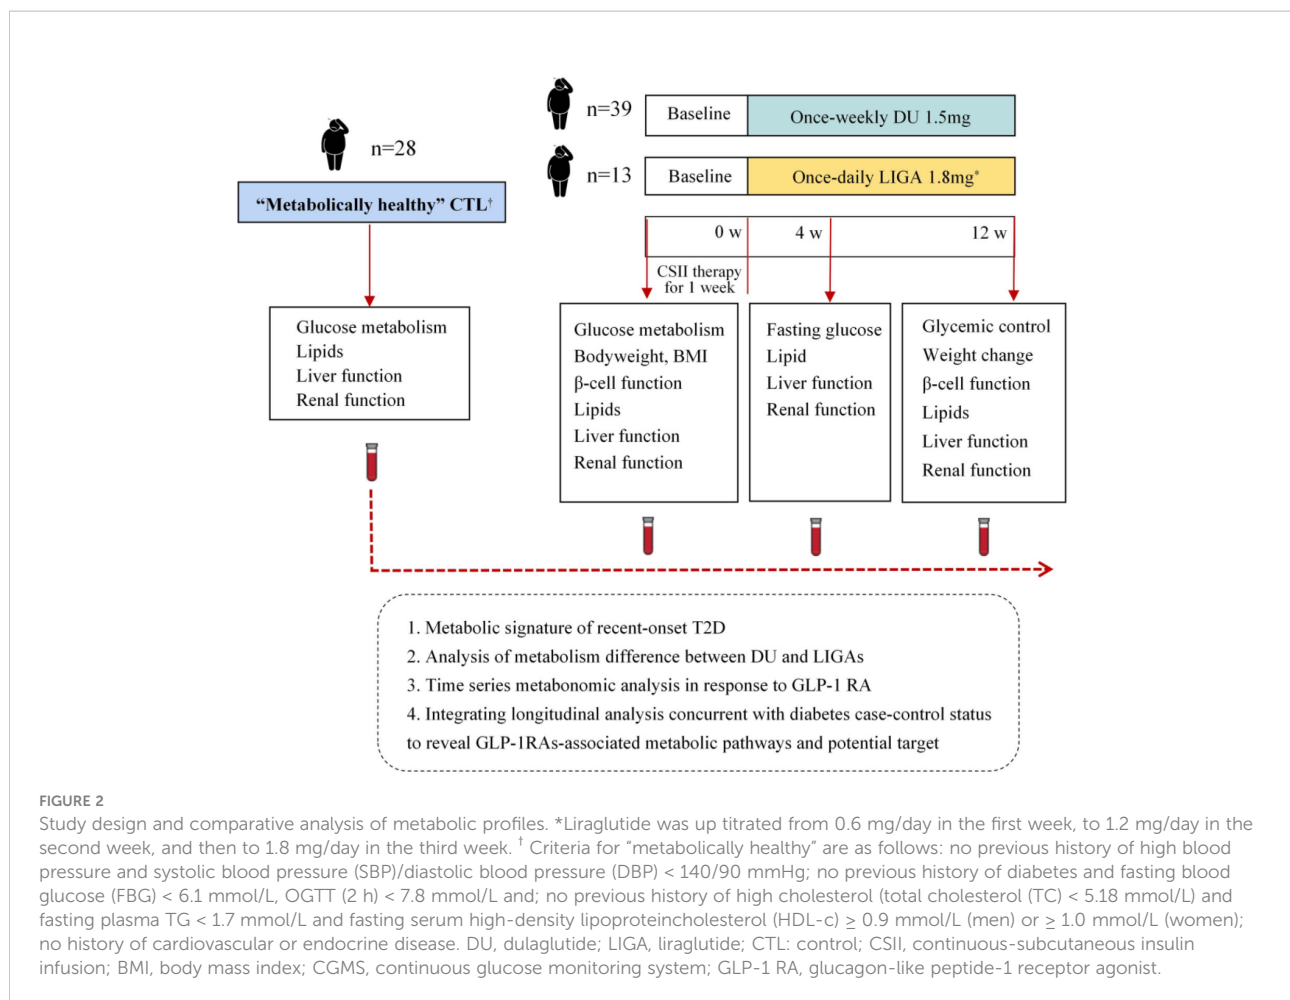 n=28
"Metabolically healthy" CTL†
Glucose metabolism
Lipids
Liver function
Renal function
n=39
Baseline
Once-weekly DU 1.5mg
n=13
Baseline
Once-daily LIGA 1.8mg*
0 w
4 w
12 w
CSII therapy
for 1 week
Glucose metabolism
Bodyweight, BMI
β-cell function
Lipids
Liver function
Renal function
Fasting glucose
Lipid
Liver function
Renal function
Glycemic control
Weight change
β-cell function
Lipids
Liver function
Renal function
1. Metabolic signature of recent-onset T2D
2. Analysis of metabolism difference between DU and LIGAs
3. Time series metabonomic analysis in response to GLP-1 RA
4. Integrating longitudinal analysis concurrent with diabetes case-control status
to reveal GLP-1RAs-associated metabolic pathways and potential target
FIGURE 2
Study design and comparative analysis of metabolic profiles. *Liraglutide was up titrated from 0.6 mg/day in the first week, to 1.2 mg/day in the
second week, and then to 1.8 mg/day in the third week. † Criteria for "metabolically healthy" are as follows: no previous history of high blood
pressure and systolic blood pressure (SBP)/diastolic blood pressure (DBP) < 140/90 mmHg; no previous history of diabetes and fasting blood
glucose (FBG) < 6.1 mmol/L, OGTT (2 h) < 7.8 mmol/L and; no previous history of high cholesterol (total cholesterol (TC) < 5.18 mmol/L) and
fasting plasma TG < 1.7 mmol/L and fasting serum high-density lipoproteincholesterol (HDL-c) ≥ 0.9 mmol/L (men) or ≥ 1.0 mmol/L (women);
no history of cardiovascular or endocrine disease. DU, dulaglutide; LIGA, liraglutide; CTL: control; CSII, continuous-subcutaneous insulin
infusion; BMI, body mass index; CGMS, continuous glucose monitoring system; GLP-1 RA, glucagon-like peptide-1 receptor agonist.